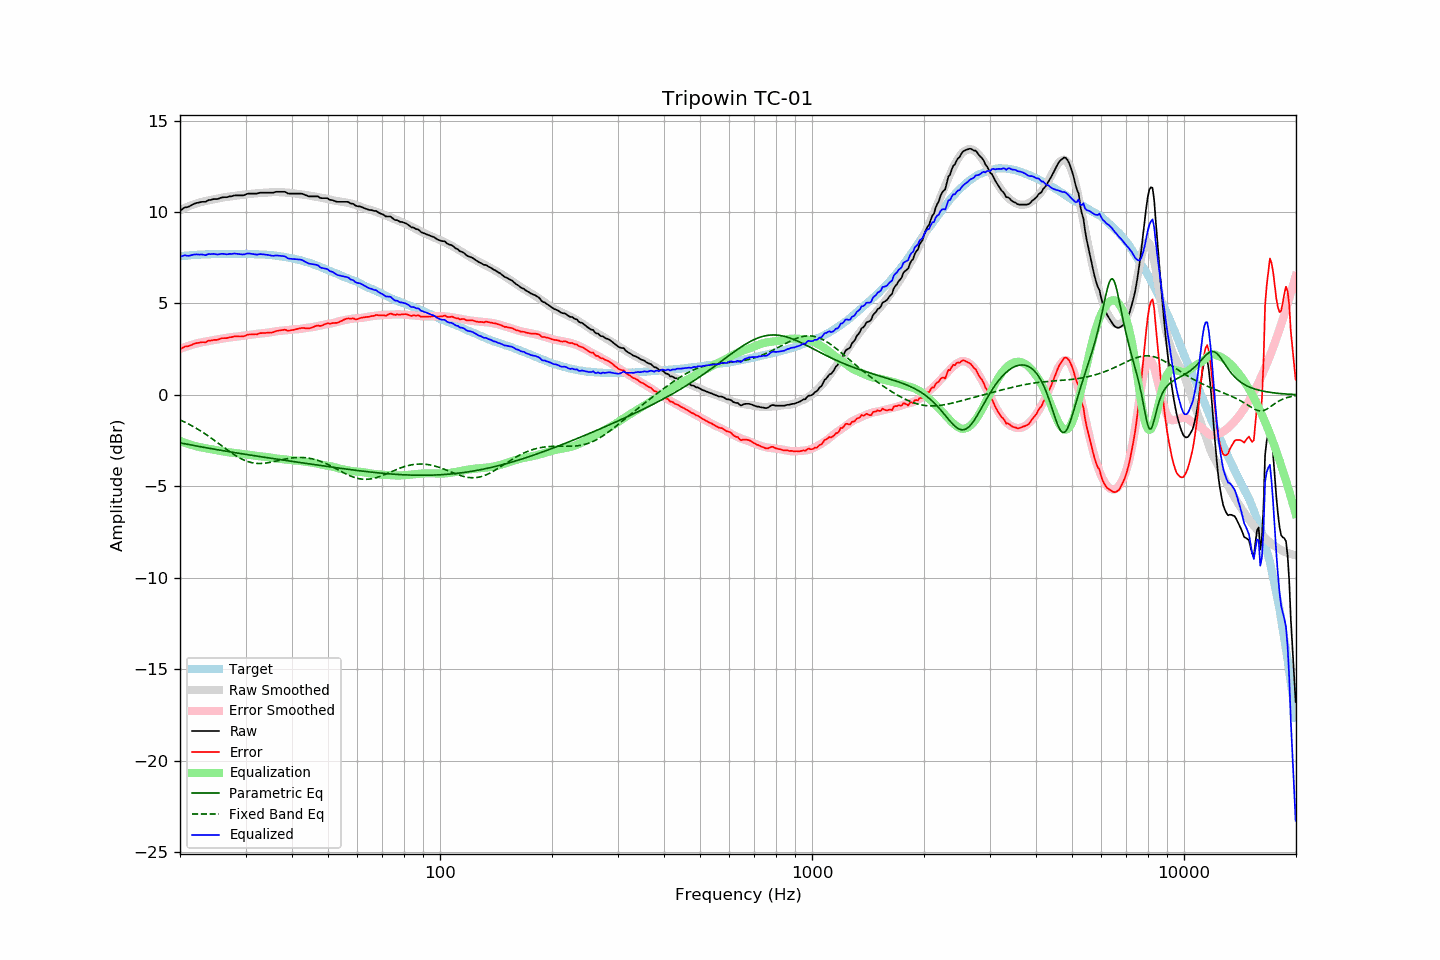 Tripowin TC-01
15
10
5
0
−5
−10
−15
−20
−25
Amplitude (dBr)
Target
Raw Smoothed
Error Smoothed
Raw
Error
Equalization
Parametric Eq
Fixed Band Eq
Equalized
100
1000
10000
Frequency (Hz)